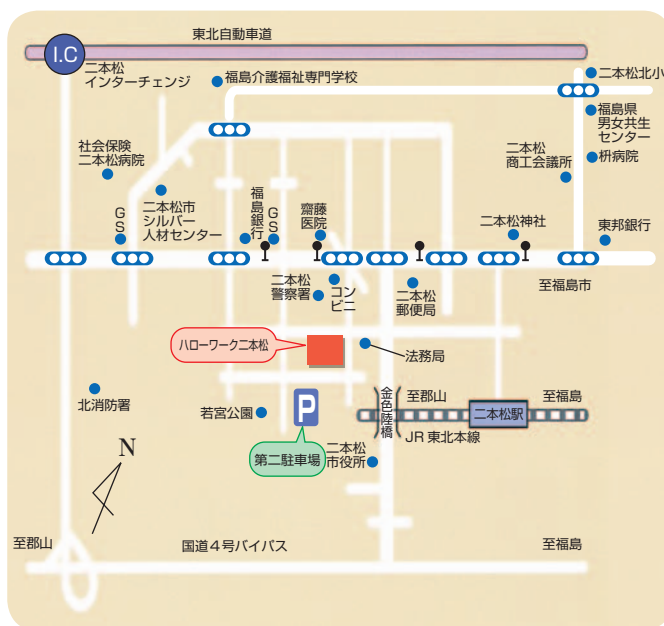 東北自動車道
I.C
二本松
インターチェンジ
福島介護福祉専門学校
二本松北小
福島県
男女共生
センター
社会保険
二本松病院
二本松
商工会議所
枡病院
二本松市
シルバー
人材センター
GS
福島銀行
GS
齋藤
医院
二本松神社
東邦銀行
二本松
警察署
コン
ビニ
二本松
郵便局
至福島市
ハローワーク二本松
法務局
北消防署
若宮公園
P
金色陸橋
至郡山
二本松駅
至福島
JR東北本線
第二駐車場
二本松
市役所
N
至郡山
国道4号バイパス
至福島